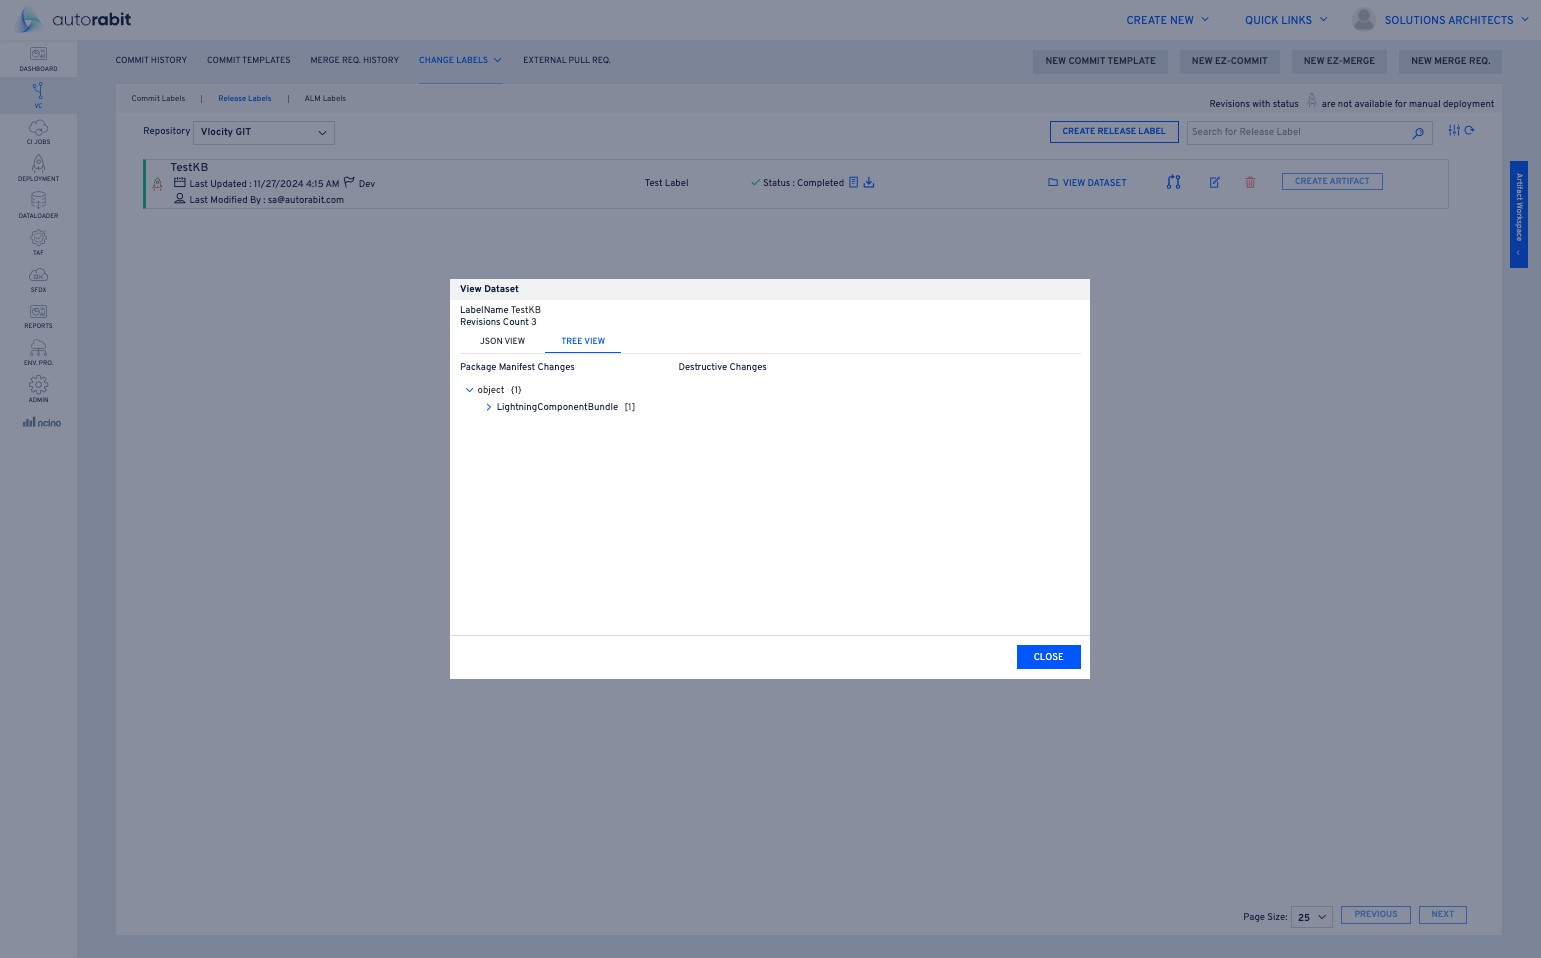 autorabit
CREATE NEW
QUICK LINKS
SOLUTIONS ARCHITECTS
DASHBOARD
VC
CI JOBS
DEPLOYMENT
DATALOADER
TAF
SFDX
REPORTS
ENV. PRO.
ADMIN
ncino
COMMIT HISTORY
COMMIT TEMPLATES
MERGE REQ. HISTORY
CHANGE LABELS
EXTERNAL PULL REQ.
NEW COMMIT TEMPLATE
NEW EZ-COMMIT
NEW EZ-MERGE
NEW MERGE REQ.
Commit Labels | Release Labels | ALM Labels
Revisions with status are not available for manual deployment
Repository Vlocity GIT
CREATE RELEASE LABEL
Search for Release Label
TestKB
Last Updated : 11/27/2024 4:15 AM Dev
Last Modified By : sa@autorabit.com
Test Label
Status : Completed
VIEW DATASET
CREATE ARTIFACT
Artifact Workspace
View Dataset
LabelName TestKB
Revisions Count 3
JSON VIEW
TREE VIEW
Package Manifest Changes
Destructive Changes
object {1}
LightningComponentBundle [1]
CLOSE
Page Size: 25
PREVIOUS
NEXT